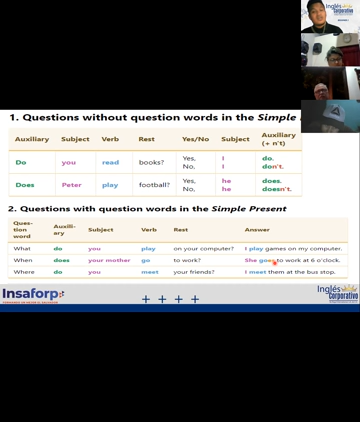 Inglés
Corporativo
1. Questions without question words in the Simple
Auxiliary Subject Verb Rest Yes/No Subject Auxiliary (+ n't)
Do you read books? Yes, I do.
No, I don't.
Does Peter play football? Yes, he does.
No, he doesn't.
2. Questions with question words in the Simple Present
Ques-tion word Auxili-ary Subject Verb Rest Answer
What do you play on your computer? I play games on my computer.
When does your mother go to work? She goes to work at 6 o'clock.
Where do you meet your friends? I meet them at the bus stop.
Insaforp
Inglés
Corporativo